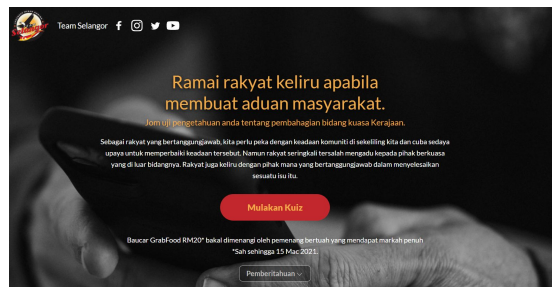 Selangor
Team Selangor
Ramai rakyat keliru apabila
membuat aduan masyarakat.
Jom uji pengetahuan anda tentang pembahagian bidang kuasa Kerajaan.
Sebagai rakyat yang bertanggungjawab, kita perlu peka dengan keadaan komuniti di sekeliling kita dan cuba sedaya
upaya untuk memperbaiki keadaan tersebut. Namun rakyat seringkali tersalah mengadu kepada pihak berkuasa
yang di luar bidangnya. Rakyat juga keliru dengan pihak mana yang bertanggungjawab dalam menyelesaikan
sesuatu isu itu.
Mulakan Kuiz
Baucar GrabFood RM20* bakal dimenangi oleh pemenang bertuah yang mendapat markah penuh
*Sah sehingga 15 Mac 2021.
Pemberitahuan